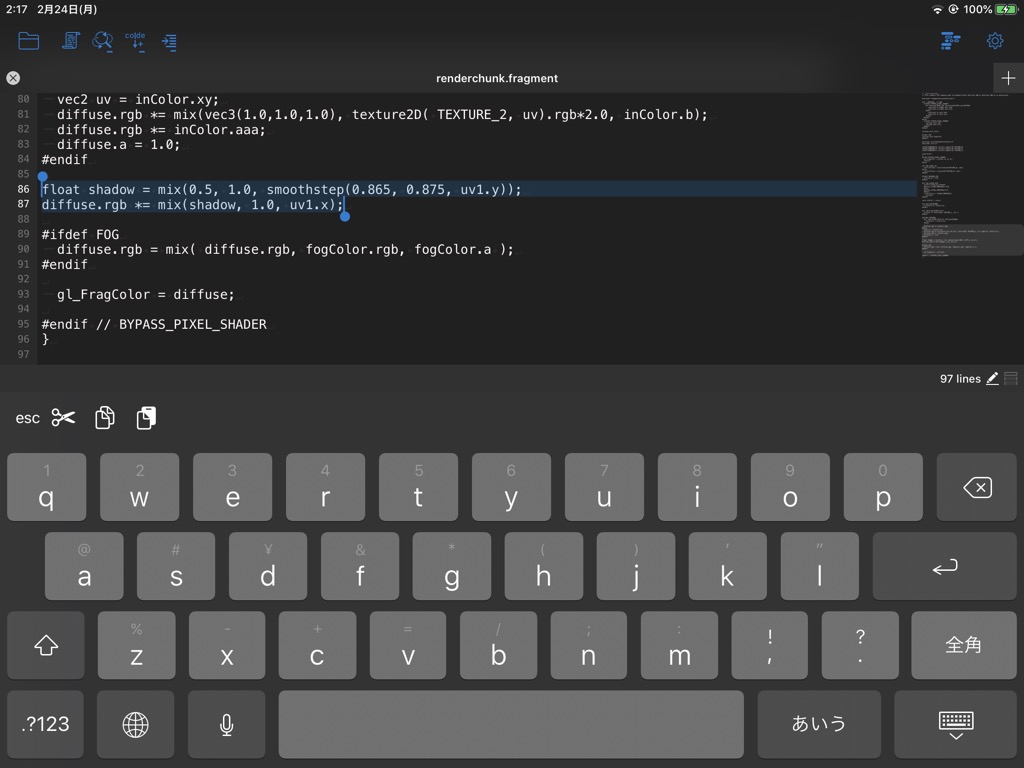 2:17 2月24日(月) 100%
co|de
renderchunk.fragment
80 vec2 uv = inColor.xy;
81 diffuse.rgb *= mix(vec3(1.0,1.0,1.0), texture2D( TEXTURE_2, uv).rgb*2.0, inColor.b);
82 diffuse.rgb *= inColor.aaa;
83 diffuse.a = 1.0;
84 #endif
85
86 float shadow = mix(0.5, 1.0, smoothstep(0.865, 0.875, uv1.y));
87 diffuse.rgb *= mix(shadow, 1.0, uv1.x);
88
89 #ifdef FOG
90 diffuse.rgb = mix( diffuse.rgb, fogColor.rgb, fogColor.a );
91 #endif
92
93 gl_FragColor = diffuse;
94
95 #endif // BYPASS_PIXEL_SHADER
96 }
97
97 lines
esc
1 2 3 4 5 6 7 8 9 0
q w e r t y u i o p
@ # ¥ & * ( ) ' "
a s d f g h j k l
% - + = / ; : ! ?
z x c v b n m , . 全角
.?123 あいう